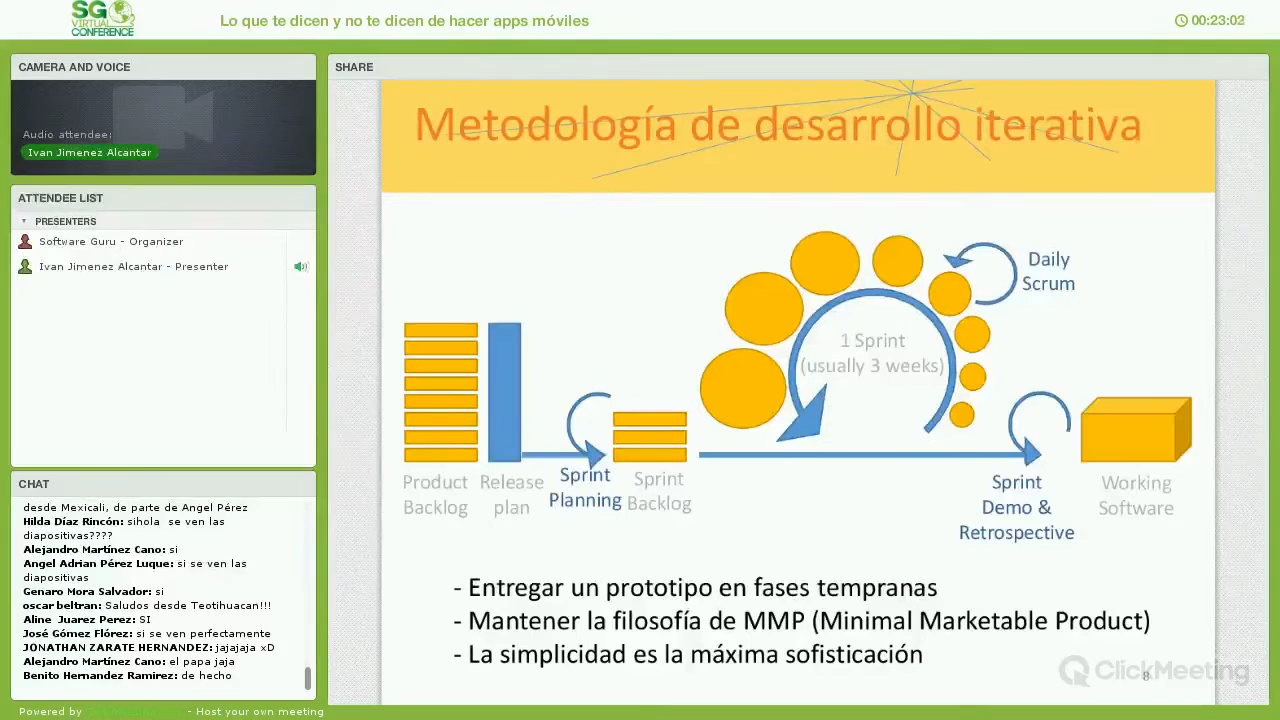 SG
VIRTUAL
CONFERENCE
Lo que te dicen y no te dicen de hacer apps móviles
00:23:02
CAMERA AND VOICE
Audio attendee:
Ivan Jimenez Alcantar
ATTENDEE LIST
PRESENTERS
Software Guru - Organizer
Ivan Jimenez Alcantar - Presenter
CHAT
desde Mexicali, de parte de Angel Pérez
Hilda Díaz Rincón: sihola se ven las
diapositivas????
Alejandro Martínez Cano: si
Angel Adrian Pérez Luque: si se ven las
diapositivas
Genaro Mora Salvador: si
oscar beltran: Saludos desde Teotihuacan!!!
Aline Juarez Perez: SI
José Gómez Flórez: si se ven perfectamente
JONATHAN ZARATE HERNANDEZ: jajajaja xD
Alejandro Martínez Cano: el papa jaja
Benito Hernandez Ramirez: de hecho
Powered by
- Host your own meeting
SHARE
Metodología de desarrollo iterativa
Daily
Scrum
1 Sprint
(usually 3 weeks)
Product
Backlog
Release
plan
Sprint
Planning
Sprint
Backlog
Sprint
Demo &
Retrospective
Working
Software
- Entregar un prototipo en fases tempranas
- Mantener la filosofía de MMP (Minimal Marketable Product)
- La simplicidad es la máxima sofisticación
8
ClickMeeting